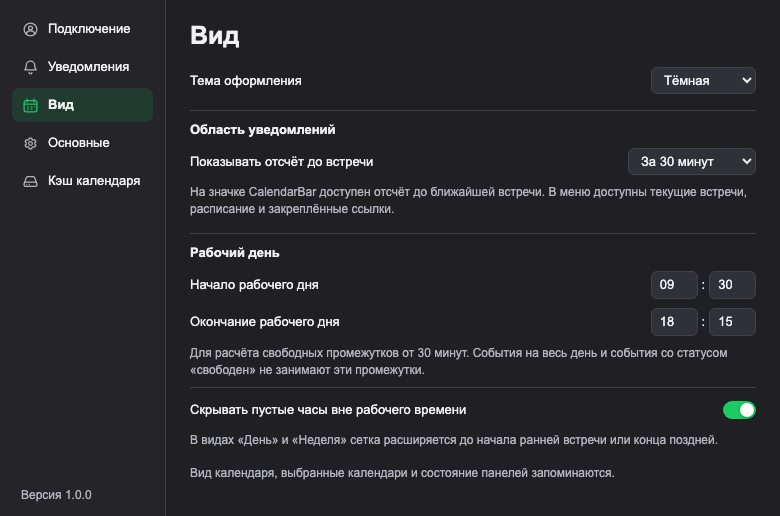 Подключение
Уведомления
Вид
Основные
Кэш календаря
Версия 1.0.0
Вид
Тема оформления
Тёмная
Область уведомлений
Показывать отсчёт до встречи
За 30 минут
На значке CalendarBar доступен отсчёт до ближайшей встречи. В меню доступны текущие встречи,
расписание и закреплённые ссылки.
Рабочий день
Начало рабочего дня
09 : 30
Окончание рабочего дня
18 : 15
Для расчёта свободных промежутков от 30 минут. События на весь день и события со статусом
«свободен» не занимают эти промежутки.
Скрывать пустые часы вне рабочего времени
В видах «День» и «Неделя» сетка расширяется до начала ранней встречи или конца поздней.
Вид календаря, выбранные календари и состояние панелей запоминаются.